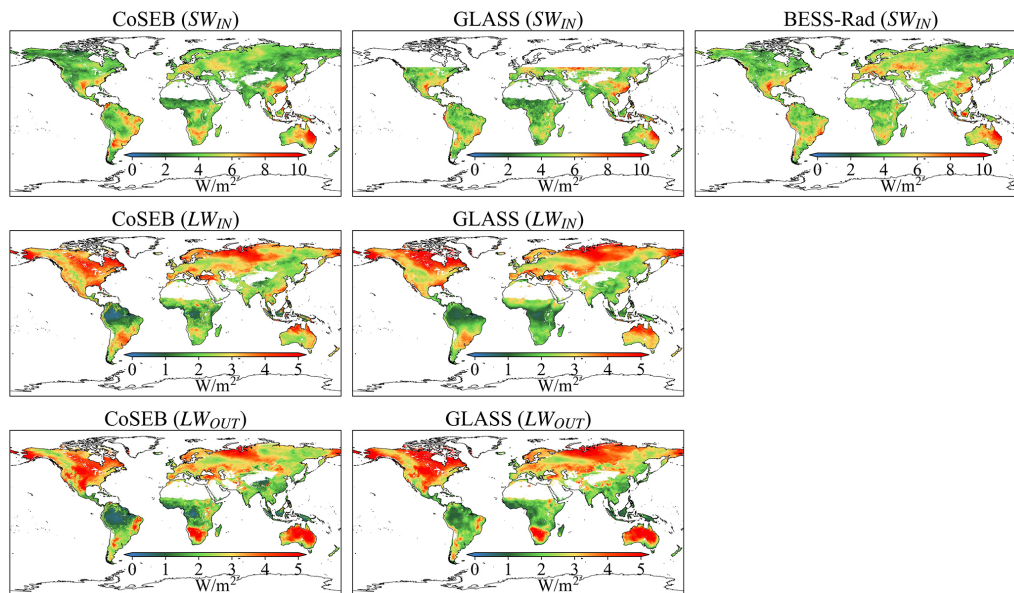 CoSEB (SW_IN)
GLASS (SW_IN)
BESS-Rad (SW_IN)
0 2 4 6 8 10
W/m²
0 2 4 6 8 10
W/m²
0 2 4 6 8 10
W/m²
CoSEB (LW_IN)
GLASS (LW_IN)
0 1 2 3 4 5
W/m²
0 1 2 3 4 5
W/m²
CoSEB (LW_OUT)
GLASS (LW_OUT)
0 1 2 3 4 5
W/m²
0 1 2 3 4 5
W/m²